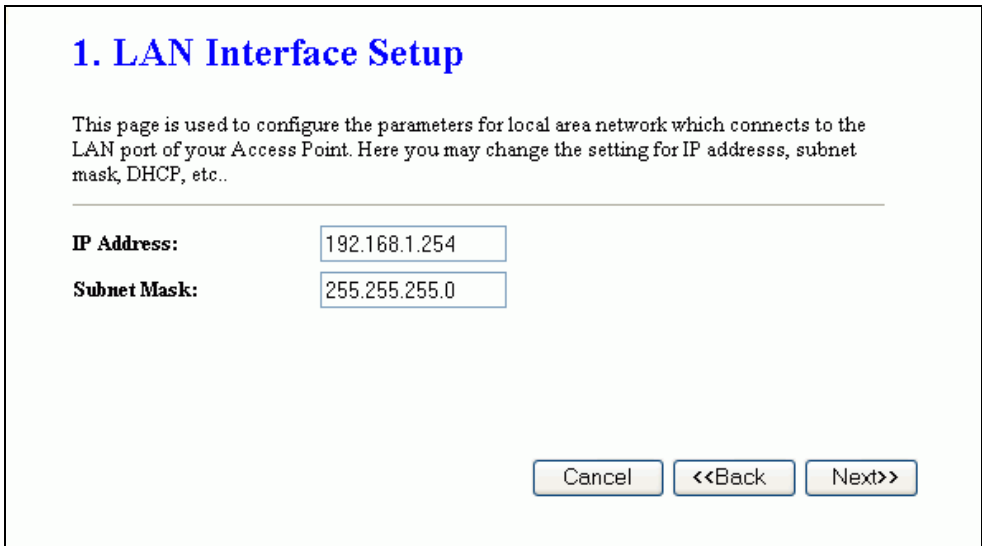 1. LAN Interface Setup
This page is used to configure the parameters for local area network which connects to the
LAN port of your Access Point. Here you may change the setting for IP addresss, subnet
mask, DHCP, etc..
IP Address: 192.168.1.254
Subnet Mask: 255.255.255.0
Cancel <<Back Next>>